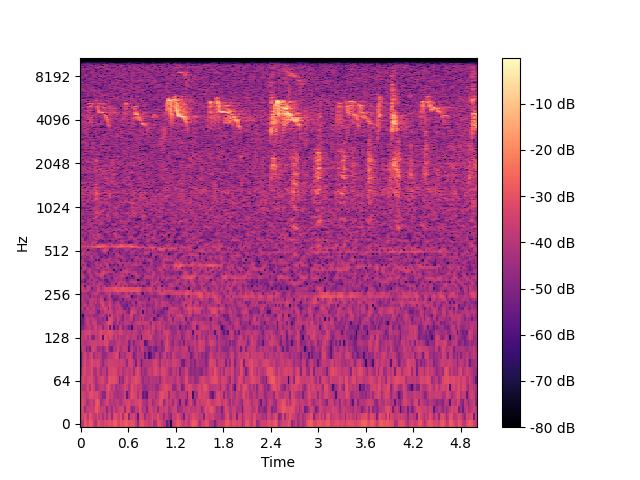 8192
4096
2048
1024
512
256
128
64
0
Hz
0 0.6 1.2 1.8 2.4 3 3.6 4.2 4.8
Time
-10 dB
-20 dB
-30 dB
-40 dB
-50 dB
-60 dB
-70 dB
-80 dB